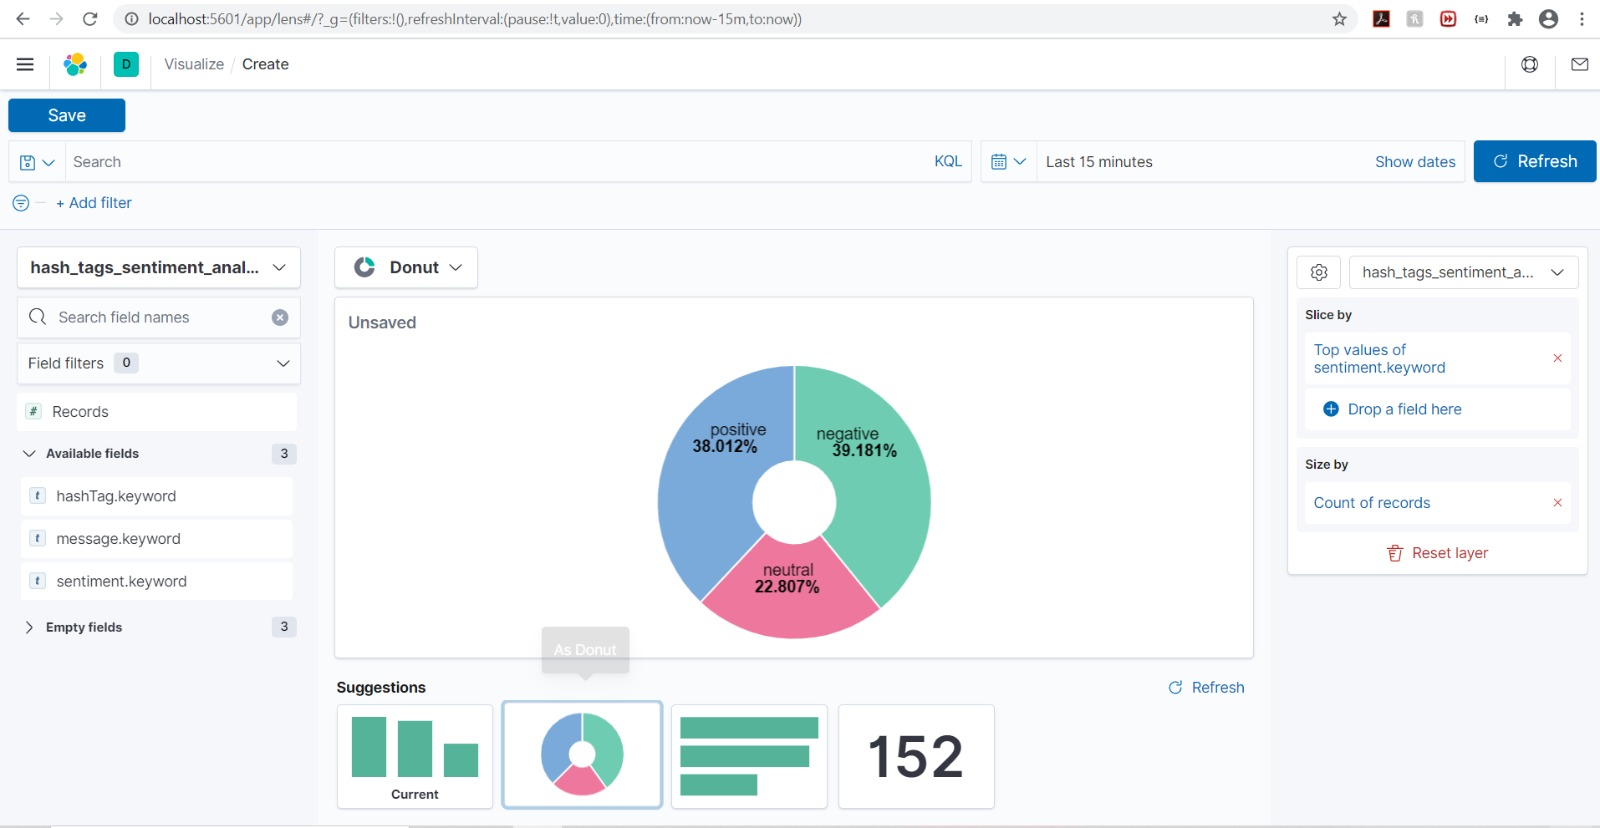 localhost:5601/app/lens#/?_g=(filters:!(),refreshInterval:(pause:!t,value:0),time:(from:now-15m,to:now))
D
Visualize / Create
Save
Search
KQL
Last 15 minutes
Show dates
Refresh
+ Add filter
hash_tags_sentiment_anal...
Search field names
Field filters 0
# Records
Available fields 3
t hashTag.keyword
t message.keyword
t sentiment.keyword
Empty fields 3
Donut
Unsaved
positive
38.012%
negative
39.181%
neutral
22.807%
As Donut
Suggestions
Refresh
Current
152
hash_tags_sentiment_a...
Slice by
Top values of
sentiment.keyword
Drop a field here
Size by
Count of records
Reset layer